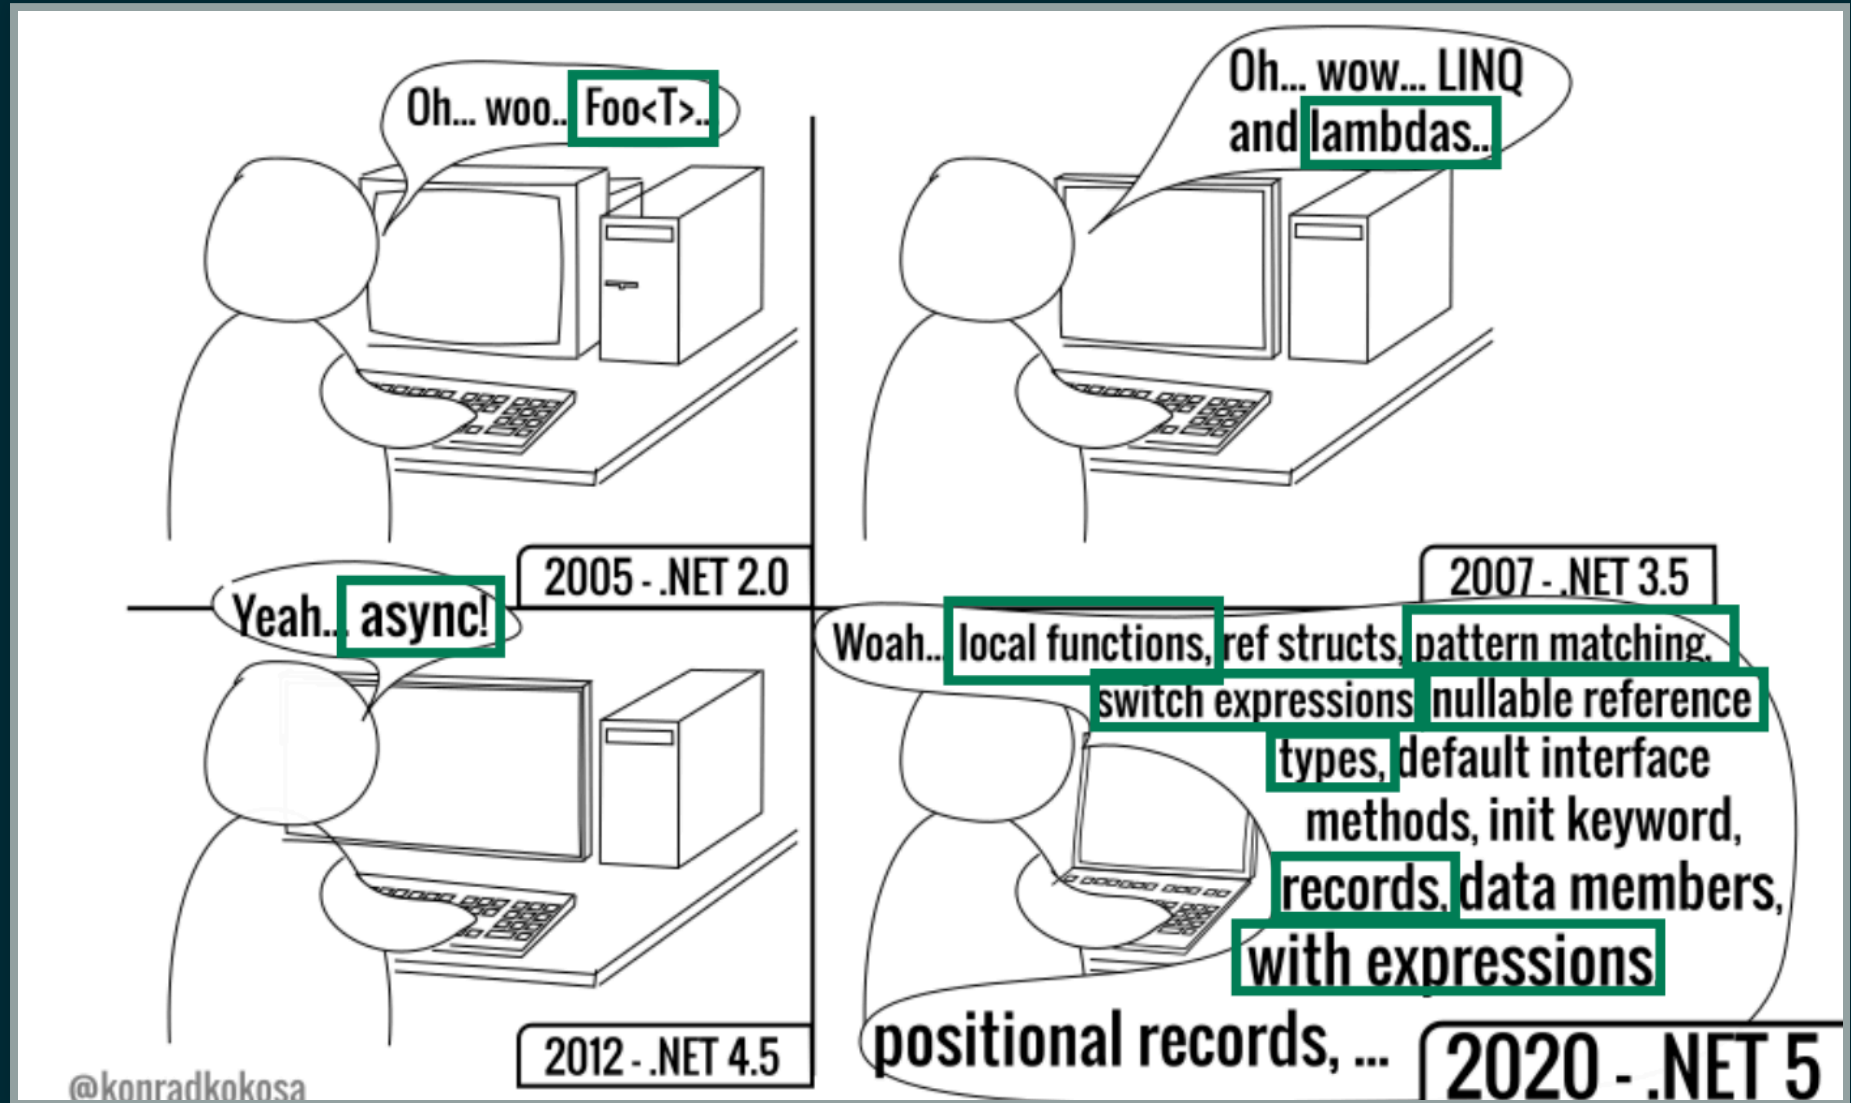 Oh... woo.. Foo<T>..
2005 - .NET 2.0
Oh... wow... LINQ
and lambdas...
2007 - .NET 3.5
Yeah... async!
2012 - .NET 4.5
Woah... local functions, ref structs, pattern matching,
switch expressions nullable reference
types, default interface
methods, init keyword,
records, data members,
with expressions
positional records, ...
2020 - .NET 5
@konradkokosa